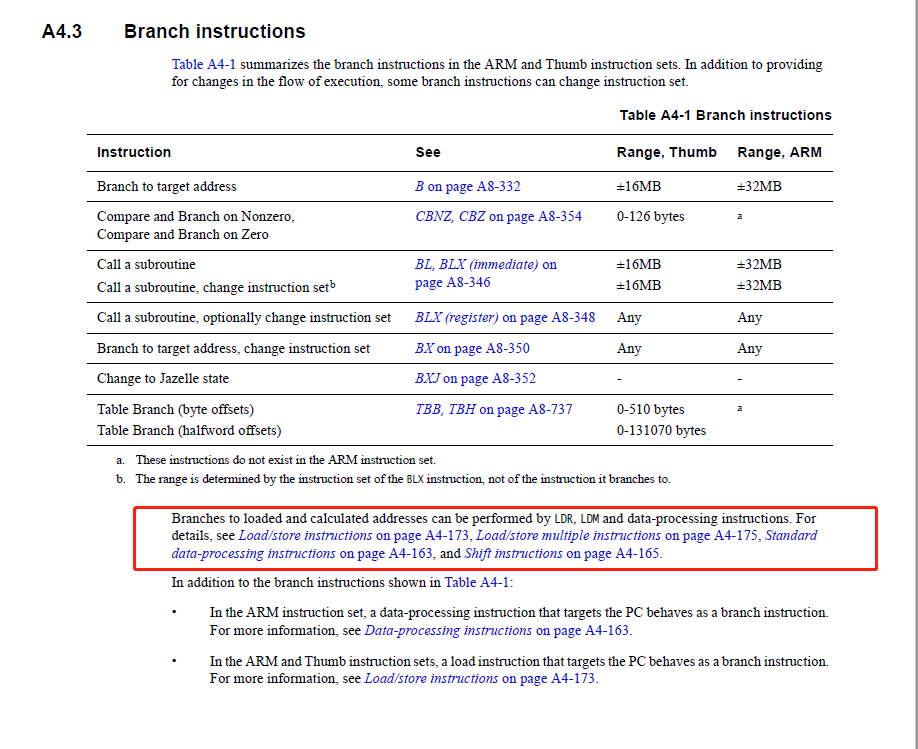 A4.3 Branch instructions
Table A4-1 summarizes the branch instructions in the ARM and Thumb instruction sets. In addition to providing
for changes in the flow of execution, some branch instructions can change instruction set.
Table A4-1 Branch instructions
Instruction See Range, Thumb Range, ARM
Branch to target address B on page A8-332 ±16MB ±32MB
Compare and Branch on Nonzero, CBNZ, CBZ on page A8-354 0-126 bytes a
Compare and Branch on Zero
Call a subroutine BL, BLX (immediate) on ±16MB ±32MB
Call a subroutine, change instruction setb page A8-346 ±16MB ±32MB
Call a subroutine, optionally change instruction set BLX (register) on page A8-348 Any Any
Branch to target address, change instruction set BX on page A8-350 Any Any
Change to Jazelle state BXJ on page A8-352 - -
Table Branch (byte offsets) TBB, TBH on page A8-737 0-510 bytes a
Table Branch (halfword offsets) 0-131070 bytes
a. These instructions do not exist in the ARM instruction set.
b. The range is determined by the instruction set of the BLX instruction, not of the instruction it branches to.
Branches to loaded and calculated addresses can be performed by LDR, LDM and data-processing instructions. For
details, see Load/store instructions on page A4-173, Load/store multiple instructions on page A4-175, Standard
data-processing instructions on page A4-163, and Shift instructions on page A4-165.
In addition to the branch instructions shown in Table A4-1:
• In the ARM instruction set, a data-processing instruction that targets the PC behaves as a branch instruction.
For more information, see Data-processing instructions on page A4-163.
• In the ARM and Thumb instruction sets, a load instruction that targets the PC behaves as a branch instruction.
For more information, see Load/store instructions on page A4-173.